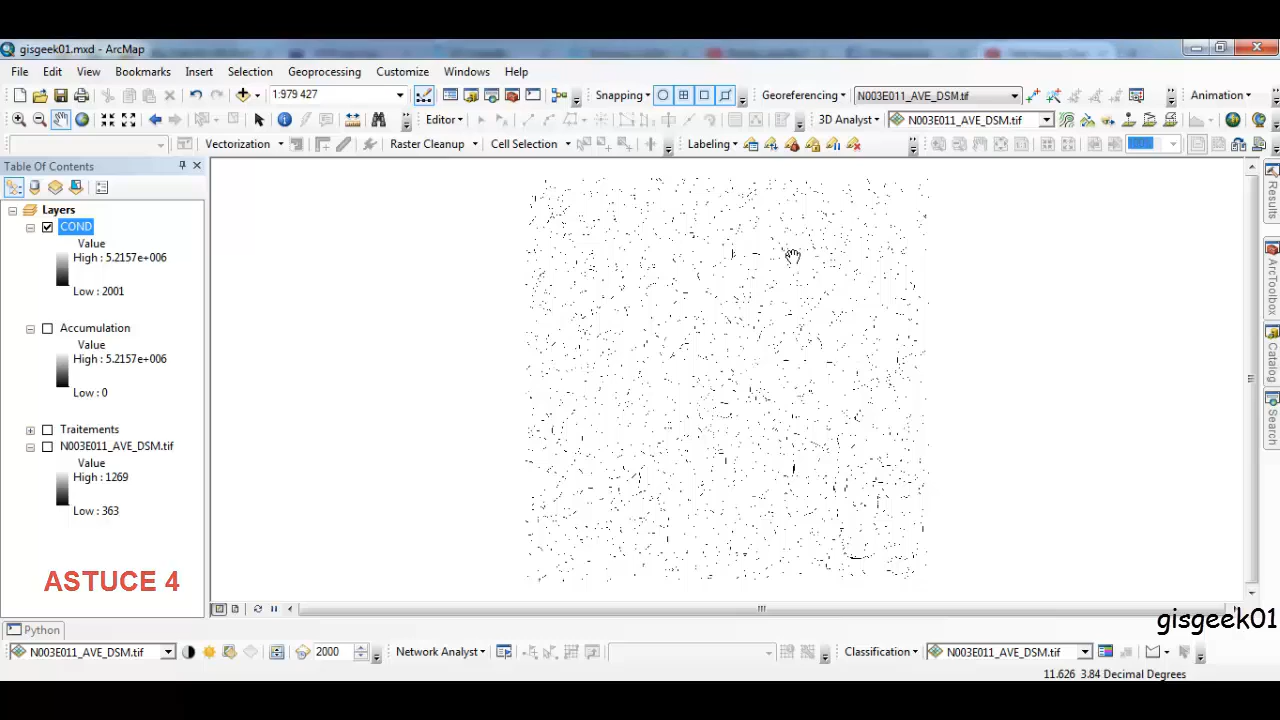 gisgeek01.mxd - ArcMap
File Edit View Bookmarks Insert Selection Geoprocessing Customize Windows Help
1:979 427 Snapping Georeferencing N003E011_AVE_DSM.tif Animation
Editor 3D Analyst N003E011_AVE_DSM.tif
Vectorization Raster Cleanup Cell Selection Labeling
Table Of Contents
Layers
COND
Value
High : 5.2157e+006
Low : 2001
Accumulation
Value
High : 5.2157e+006
Low : 0
Traitements
N003E011_AVE_DSM.tif
Value
High : 1269
Low : 363
ASTUCE 4
Results
ArcToolbox
Catalog
Search
gisgeek01
Python
N003E011_AVE_DSM.tif 2000 Network Analyst Classification N003E011_AVE_DSM.tif
11.626 3.84 Decimal Degrees